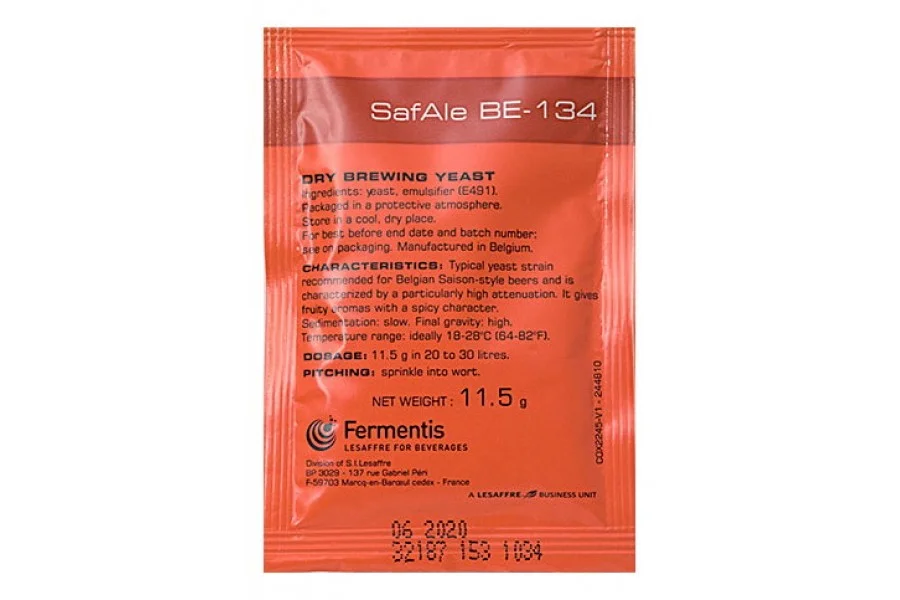 SafAle BE-134
DRY BREWING YEAST
Ingredients: yeast, emulsifier (E491).
Packaged in a protective atmosphere.
Store in a cool, dry place.
For best before end date and batch number:
see on packaging. Manufactured in Belgium.
CHARACTERISTICS: Typical yeast strain
recommended for Belgian Saison-style beers and is
characterized by a particularly high attenuation. It gives
fruity aromas with a spicy character.
Sedimentation: slow. Final gravity: high.
Temperature range: ideally 18-28°C (64-82°F).
DOSAGE: 11.5 g in 20 to 30 litres.
PITCHING: sprinkle into wort.
NET WEIGHT: 11.5 g
Fermentis
LESAFFRE FOR BEVERAGES
Division of S.I.Lesaffre
BP 3029 - 137 rue Gabriel Péri
F-59703 Marcq-en-Barœul cedex - France
A LESAFFRE BUSINESS UNIT
COX2245-V1 - 244810
06 2020
32187 153 1034